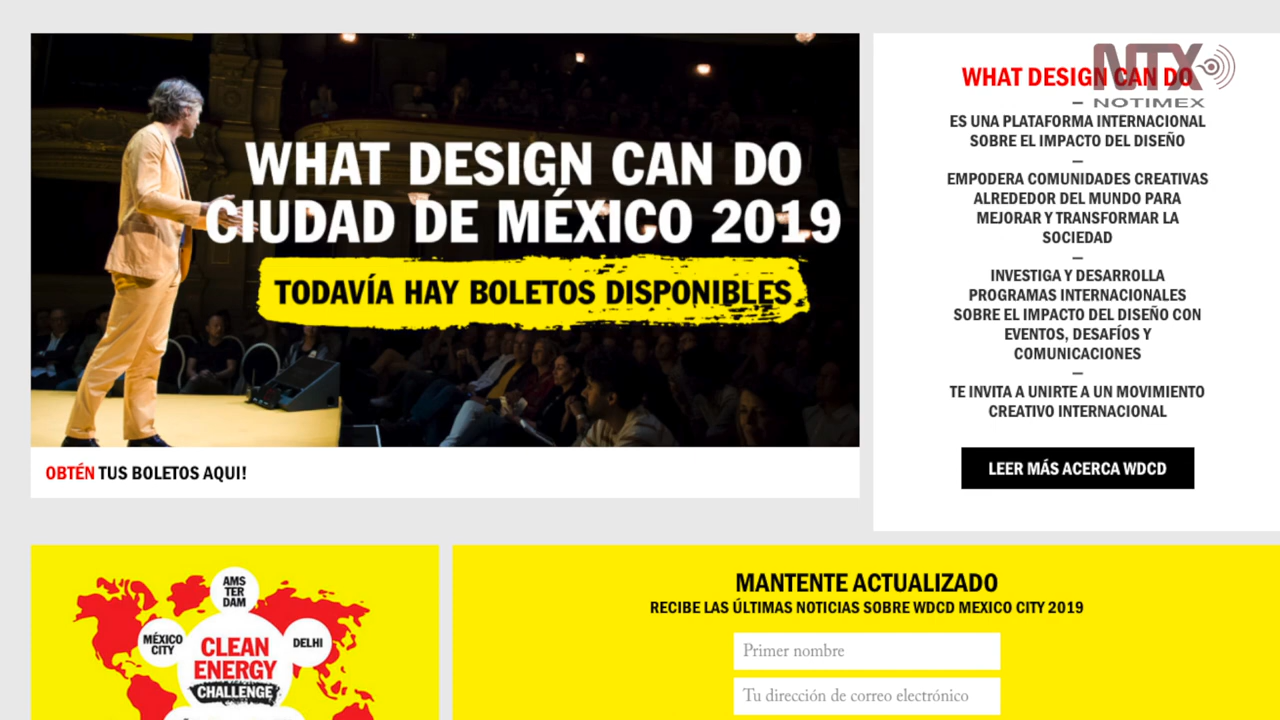 WHAT DESIGN CAN DO
CIUDAD DE MÉXICO 2019
TODAVÍA HAY BOLETOS DISPONIBLES
OBTÉN TUS BOLETOS AQUI!
NTX
NOTIMEX
WHAT DESIGN CAN DO
–
ES UNA PLATAFORMA INTERNACIONAL
SOBRE EL IMPACTO DEL DISEÑO
–
EMPODERA COMUNIDADES CREATIVAS
ALREDEDOR DEL MUNDO PARA
MEJORAR Y TRANSFORMAR LA
SOCIEDAD
–
INVESTIGA Y DESARROLLA
PROGRAMAS INTERNACIONALES
SOBRE EL IMPACTO DEL DISEÑO CON
EVENTOS, DESAFÍOS Y
COMUNICACIONES
–
TE INVITA A UNIRTE A UN MOVIMIENTO
CREATIVO INTERNACIONAL
LEER MÁS ACERCA WDCD
AMS
TER
DAM
MÉXICO
CITY
DELHI
CLEAN
ENERGY
CHALLENGE
MANTENTE ACTUALIZADO
RECIBE LAS ÚLTIMAS NOTICIAS SOBRE WDCD MEXICO CITY 2019
Primer nombre
Tu dirección de correo electrónico